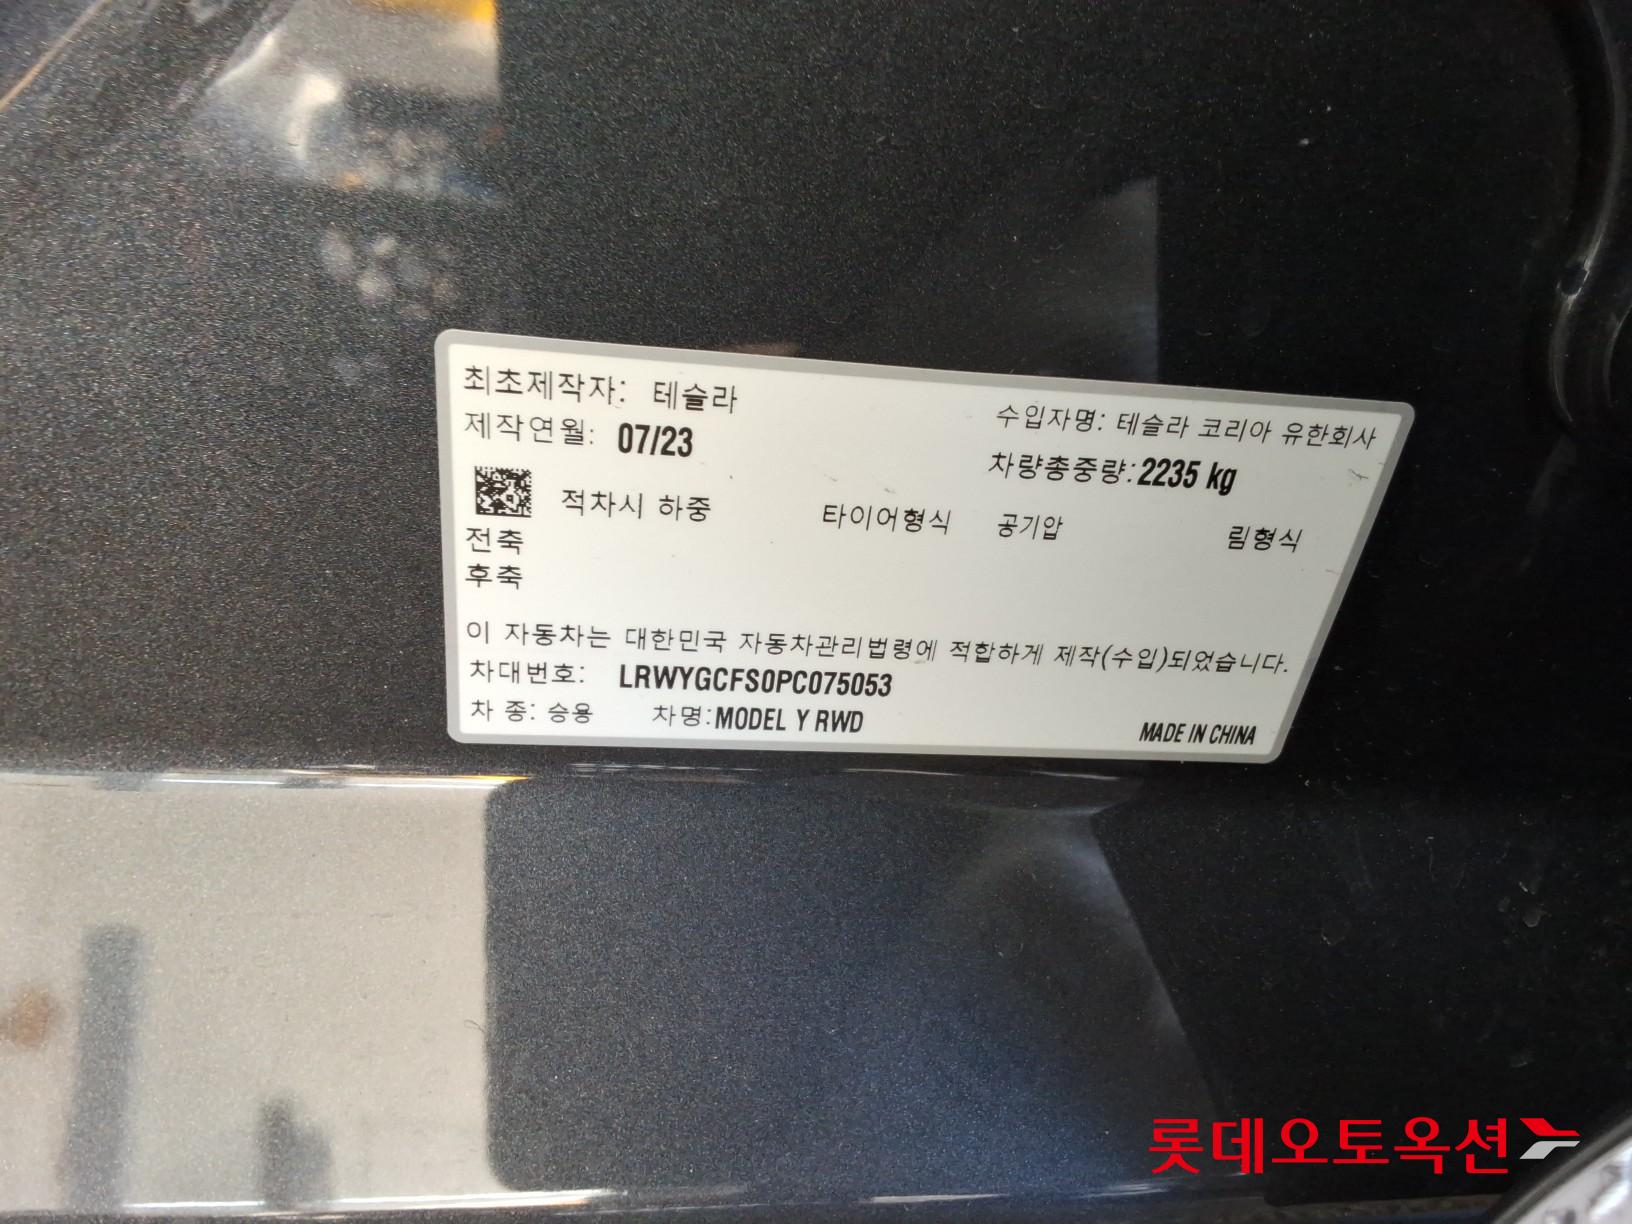 최초제작자: 테슬라
수입자명: 테슬라 코리아 유한회사
제작연월: 07/23
차량총중량: 2235 kg
적차시 하중 타이어형식 공기압 림형식
전축
후축
이 자동차는 대한민국 자동차관리법령에 적합하게 제작(수입)되었습니다.
차대번호: LRWYGCFS0PC075053
차 종: 승용 차명: MODEL Y RWD
MADE IN CHINA
롯데오토옥션